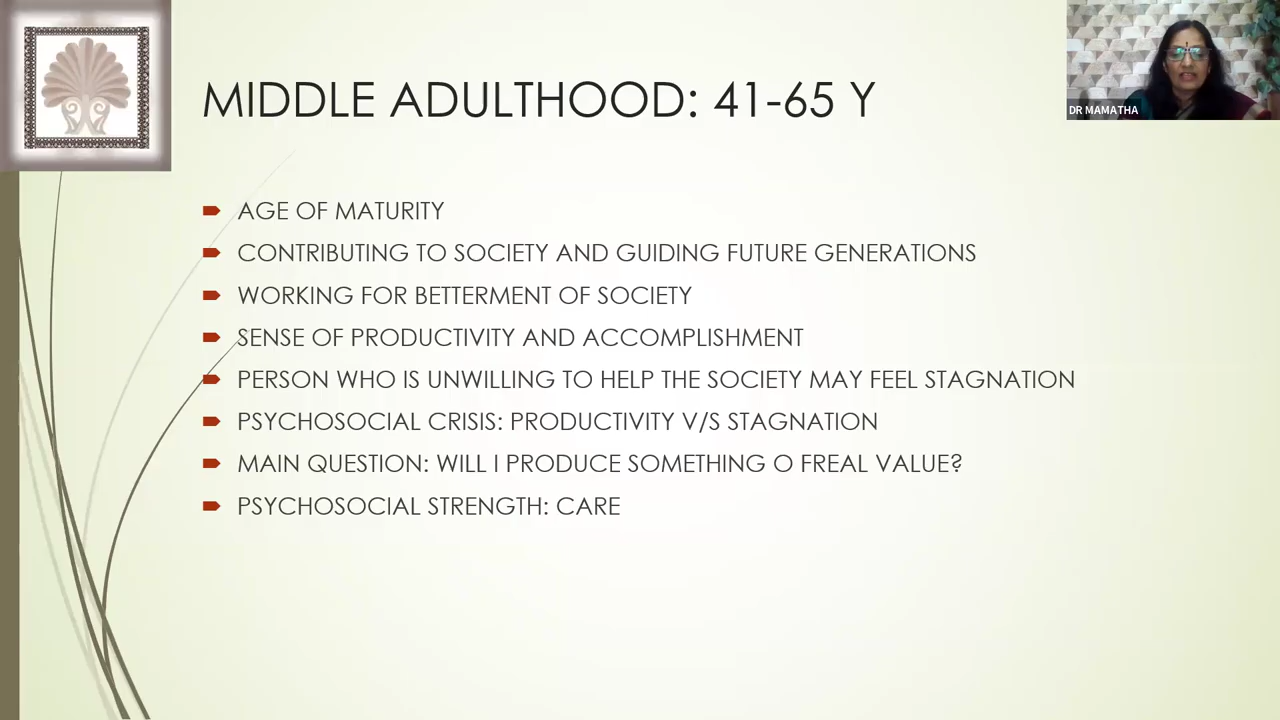 MIDDLE ADULTHOOD: 41-65 Y
DR MAMATHA
AGE OF MATURITY
CONTRIBUTING TO SOCIETY AND GUIDING FUTURE GENERATIONS
WORKING FOR BETTERMENT OF SOCIETY
SENSE OF PRODUCTIVITY AND ACCOMPLISHMENT
PERSON WHO IS UNWILLING TO HELP THE SOCIETY MAY FEEL STAGNATION
PSYCHOSOCIAL CRISIS: PRODUCTIVITY V/S STAGNATION
MAIN QUESTION: WILL I PRODUCE SOMETHING O FREAL VALUE?
PSYCHOSOCIAL STRENGTH: CARE